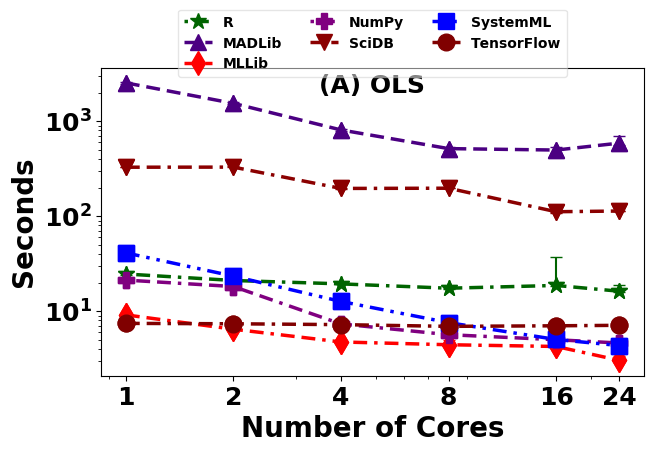 R NumPy SystemML
MADLib SciDB TensorFlow
MLLib
(A) OLS
Seconds
10³
10²
10¹
1 2 4 8 16 24
Number of Cores